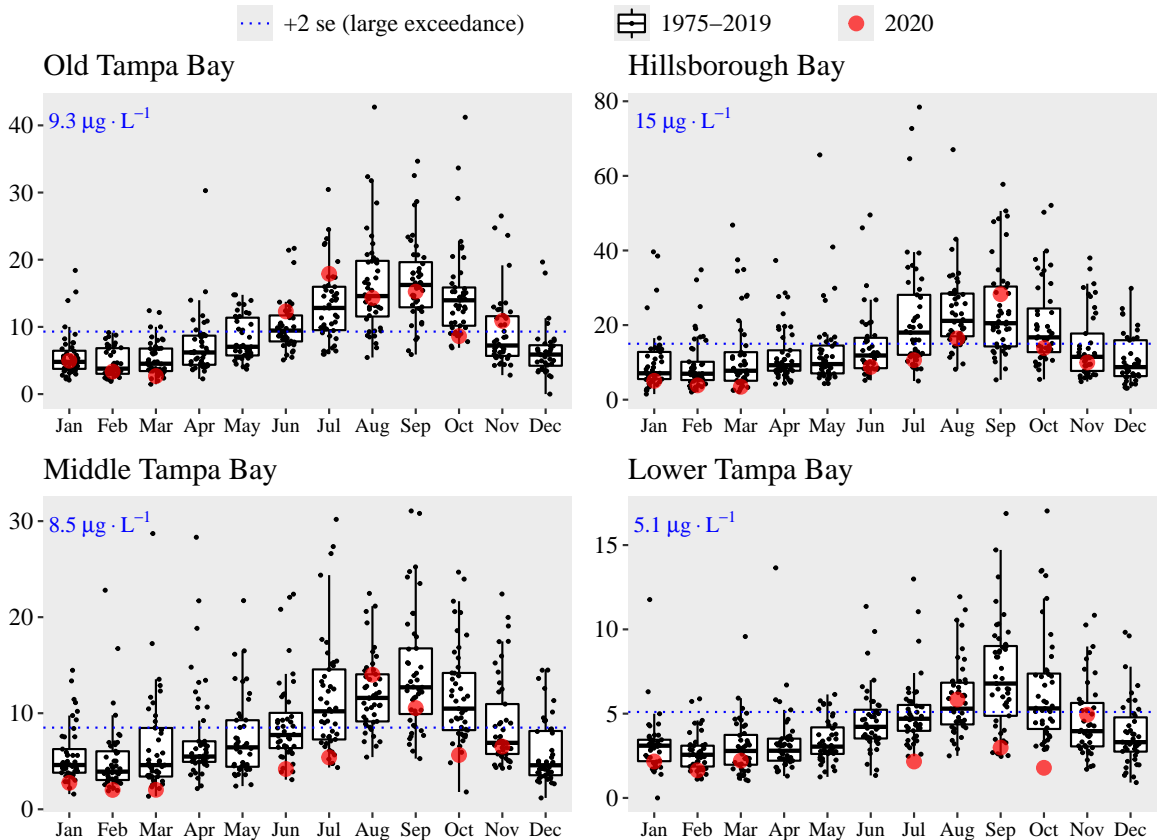 +2 se (large exceedance) 1975–2019 2020
Old Tampa Bay
9.3 µg · L⁻¹
40
30
20
10
0
Jan Feb Mar Apr May Jun Jul Aug Sep Oct Nov Dec
Hillsborough Bay
15 µg · L⁻¹
80
60
40
20
0
Jan Feb Mar Apr May Jun Jul Aug Sep Oct Nov Dec
Middle Tampa Bay
8.5 µg · L⁻¹
30
20
10
0
Jan Feb Mar Apr May Jun Jul Aug Sep Oct Nov Dec
Lower Tampa Bay
5.1 µg · L⁻¹
15
10
5
0
Jan Feb Mar Apr May Jun Jul Aug Sep Oct Nov Dec